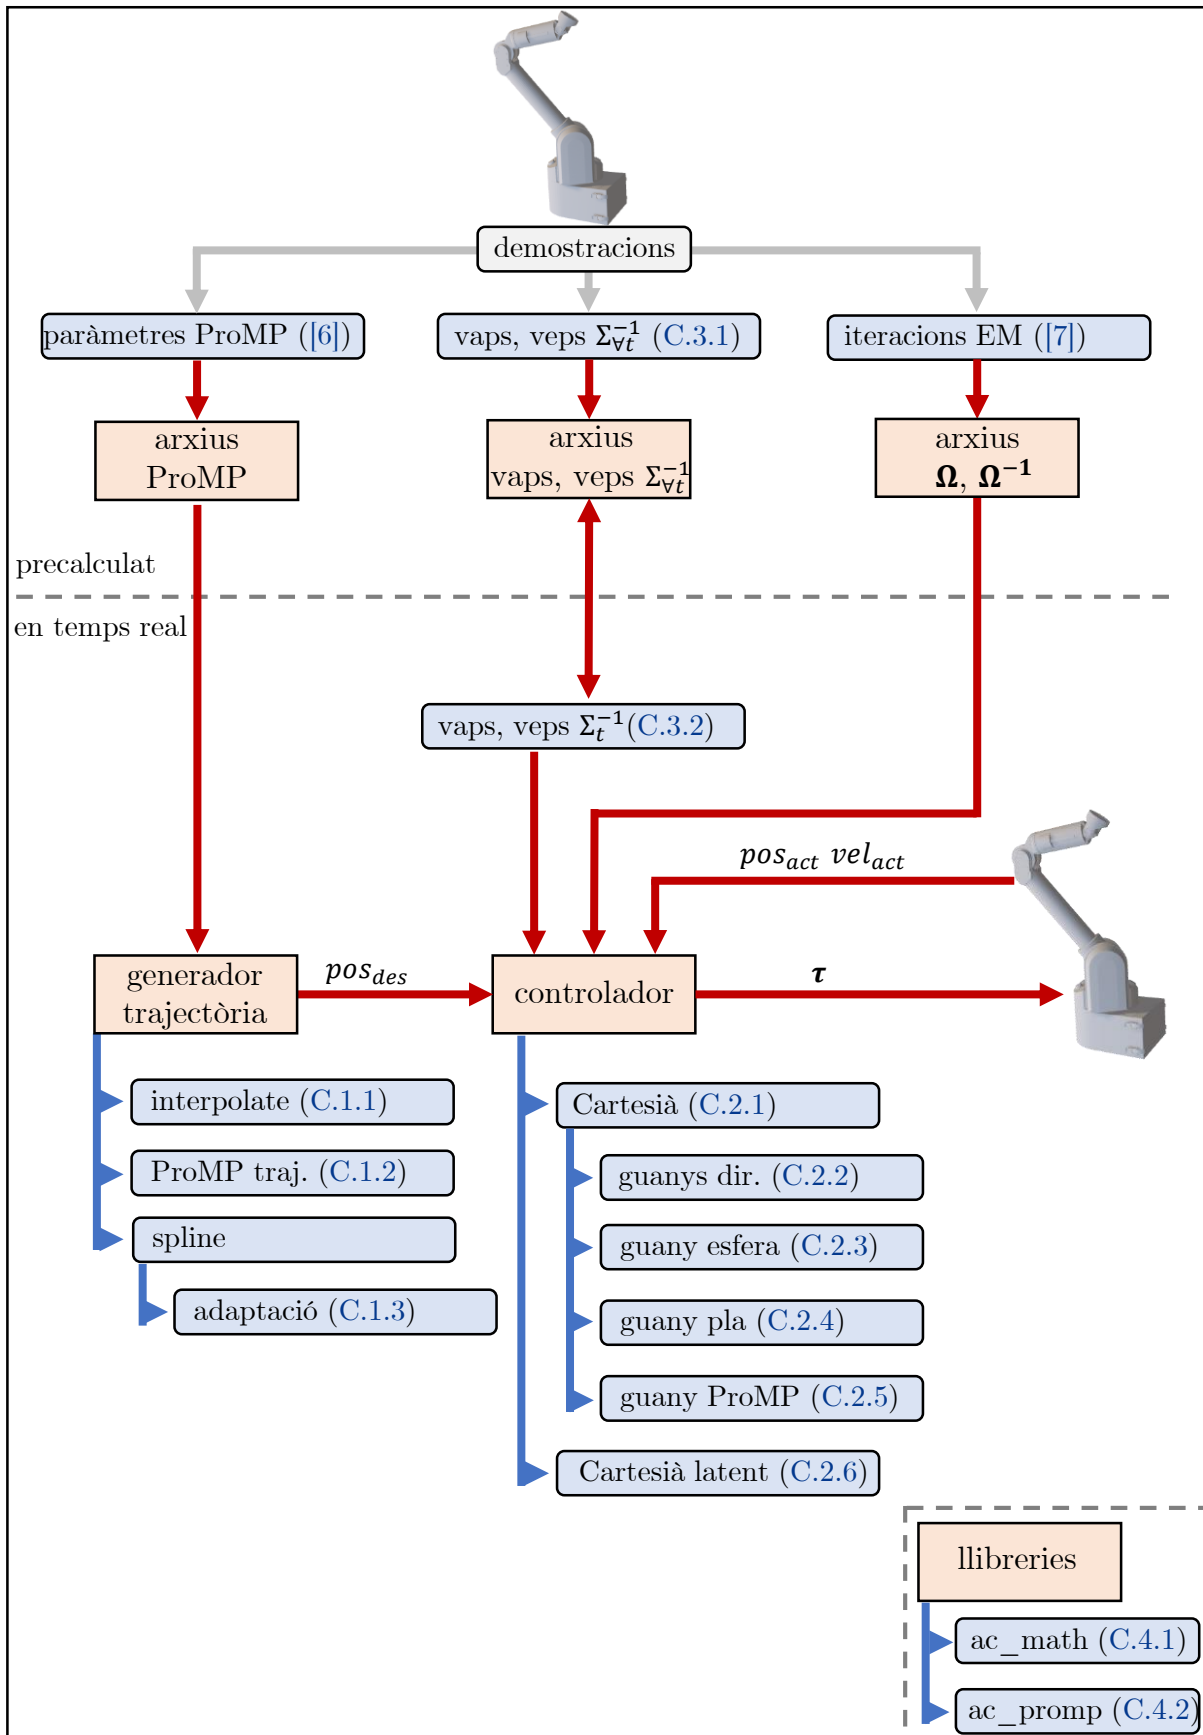 demostracions
paràmetres ProMP ([6])
vaps, veps Σ∀t⁻¹ (C.3.1)
iteracions EM ([7])
arxius
ProMP
arxius
vaps, veps Σ∀t⁻¹
arxius
Ω, Ω⁻¹
precalculat
en temps real
vaps, veps Σt⁻¹(C.3.2)
pos_act vel_act
generador
trajectòria
pos_des
controlador
τ
interpolate (C.1.1)
ProMP traj. (C.1.2)
spline
adaptació (C.1.3)
Cartesià (C.2.1)
guanys dir. (C.2.2)
guany esfera (C.2.3)
guany pla (C.2.4)
guany ProMP (C.2.5)
Cartesià latent (C.2.6)
llibreries
ac_math (C.4.1)
ac_promp (C.4.2)